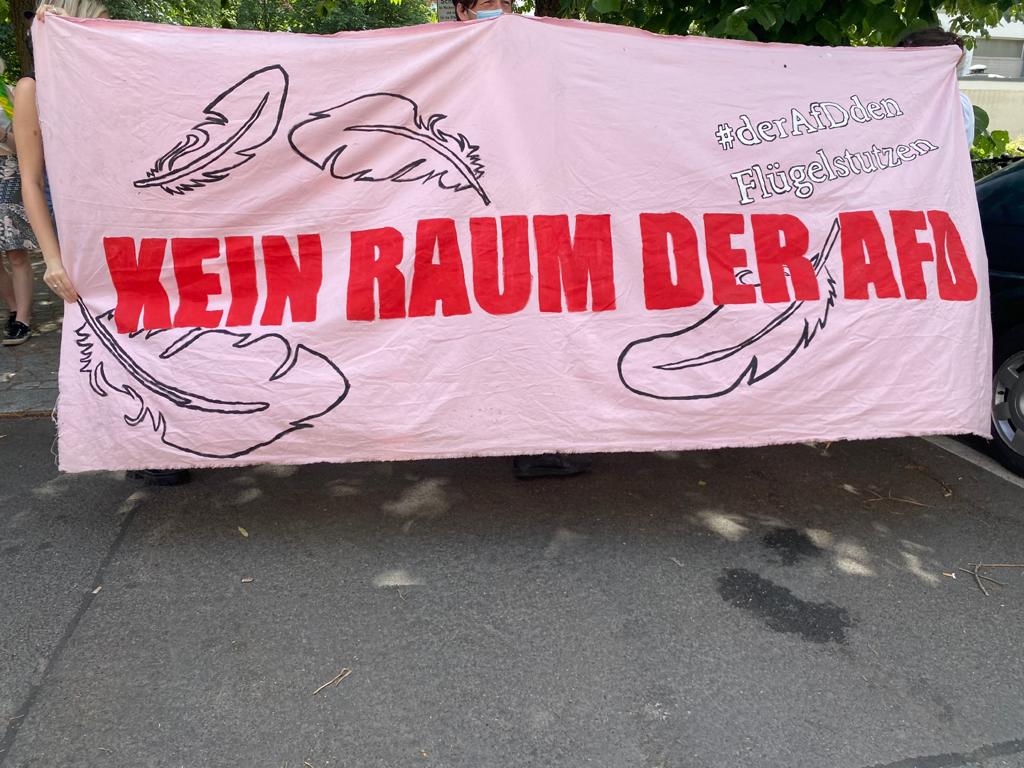 #derAfDden
Flügelstutzen
KEIN RAUM DER AFD